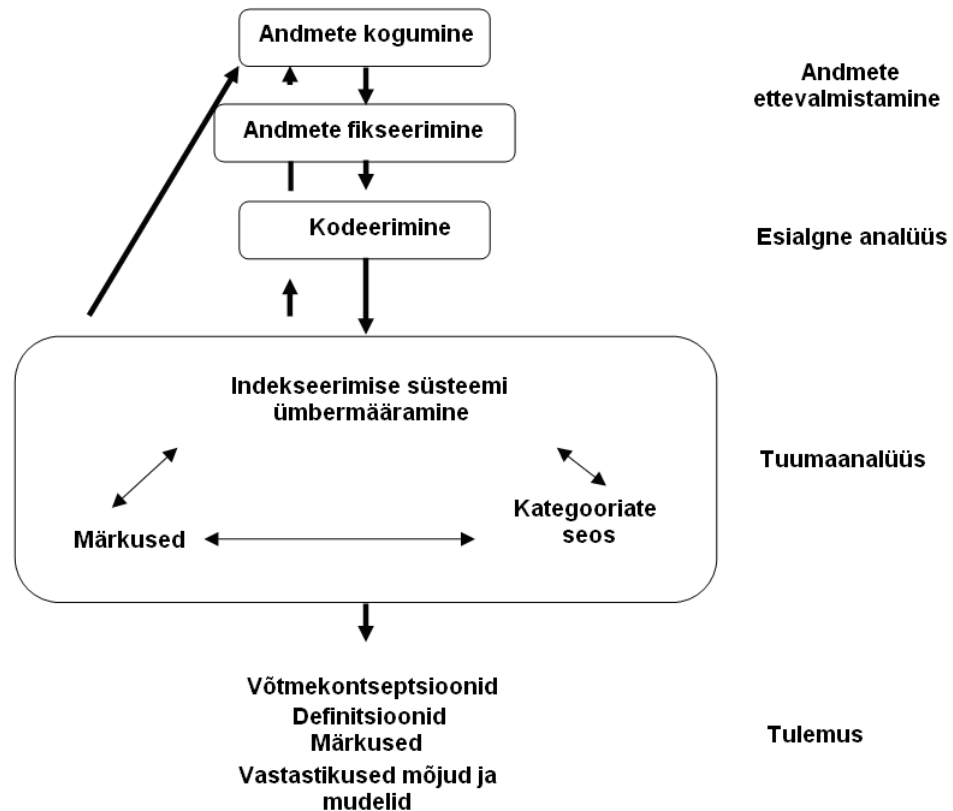 Andmete kogumine
Andmete
ettevalmistamine
Andmete fikseerimine
Kodeerimine
Esialgne analüüs
Indekseerimise süsteemi
ümbermääramine
Tuumaanalüüs
Märkused
Kategooriate
seos
Võtmekontseptsioonid
Definitsioonid
Märkused
Vastastikused mõjud ja
mudelid
Tulemus